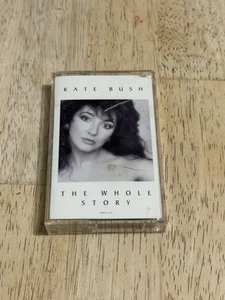 KATE BUSH
THE WHOLE
STORY